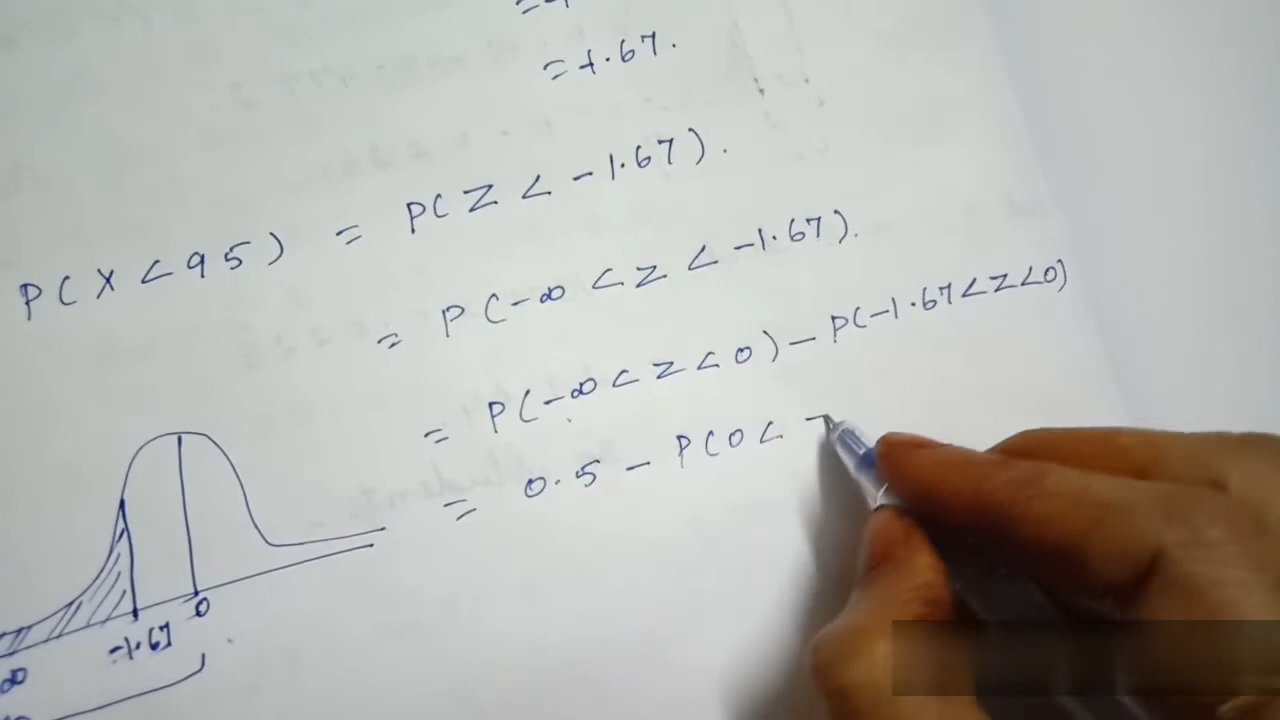 = 1.67.
P(X < 95) = P(Z < -1.67).
= P(-∞ < Z < -1.67).
= P(-∞ < Z < 0) - P(-1.67 < Z < 0)
= 0.5 - P(0 <
-1.67 0
∞